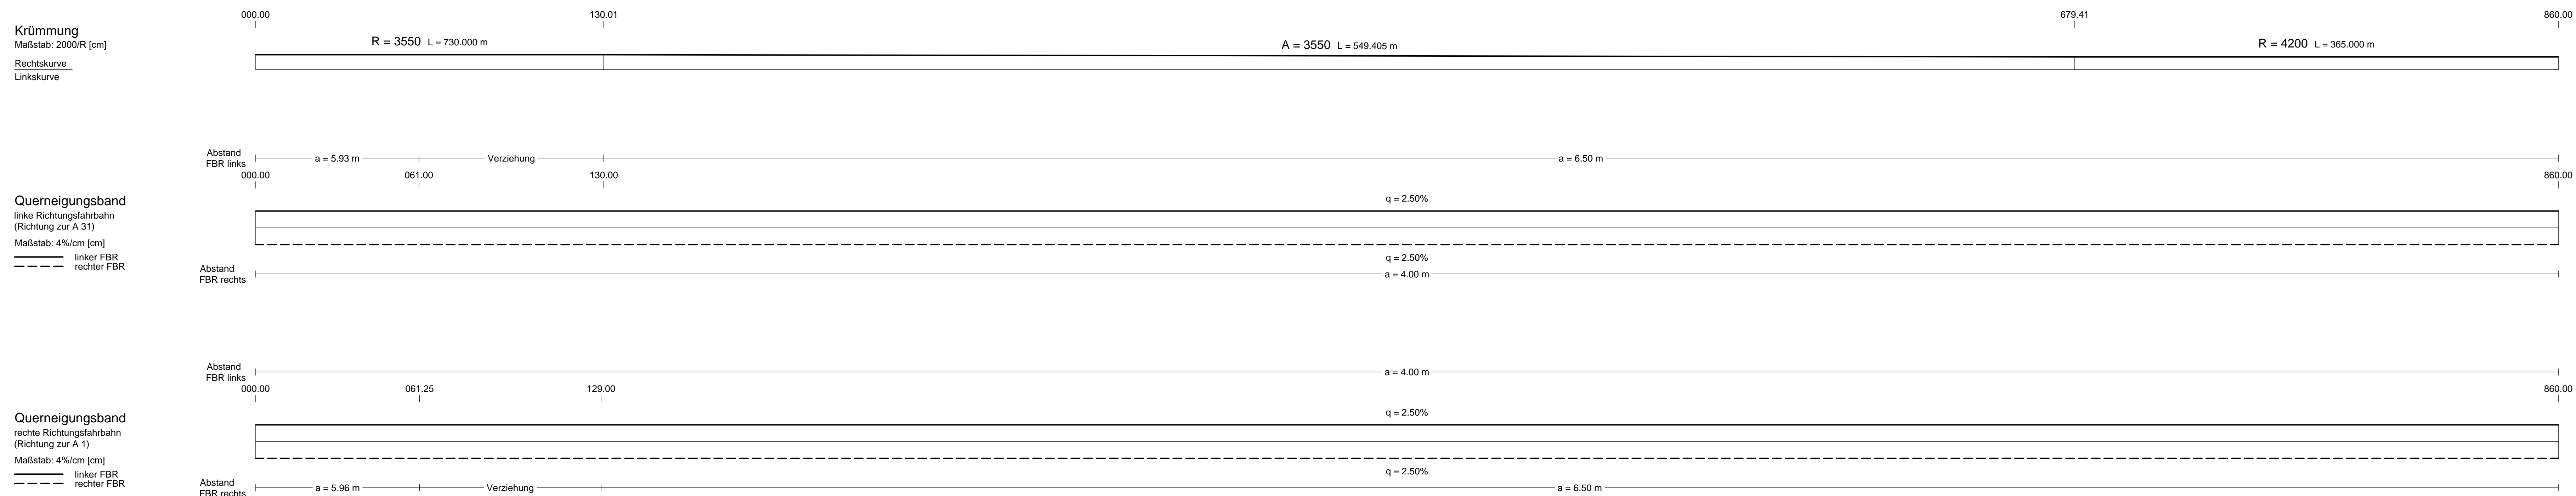 000.00 130.01 679.41 860.00
Krümmung
Maßstab: 2000/R [cm]
R = 3550 L = 730.000 m
A = 3550 L = 549.405 m
R = 4200 L = 365.000 m
Rechtskurve
Linkskurve
Abstand
FBR links
a = 5.93 m
Verziehung
a = 6.50 m
000.00 061.00 130.00 860.00
Querneigungsband
linke Richtungsfahrbahn
(Richtung zur A 31)
Maßstab: 4%/cm [cm]
linker FBR
rechter FBR
q = 2.50%
q = 2.50%
Abstand
FBR rechts
a = 4.00 m
Abstand
FBR links
a = 4.00 m
000.00 061.25 129.00 860.00
Querneigungsband
rechte Richtungsfahrbahn
(Richtung zur A 1)
Maßstab: 4%/cm [cm]
linker FBR
rechter FBR
q = 2.50%
q = 2.50%
Abstand
FBR rechts
a = 5.96 m
Verziehung
a = 6.50 m